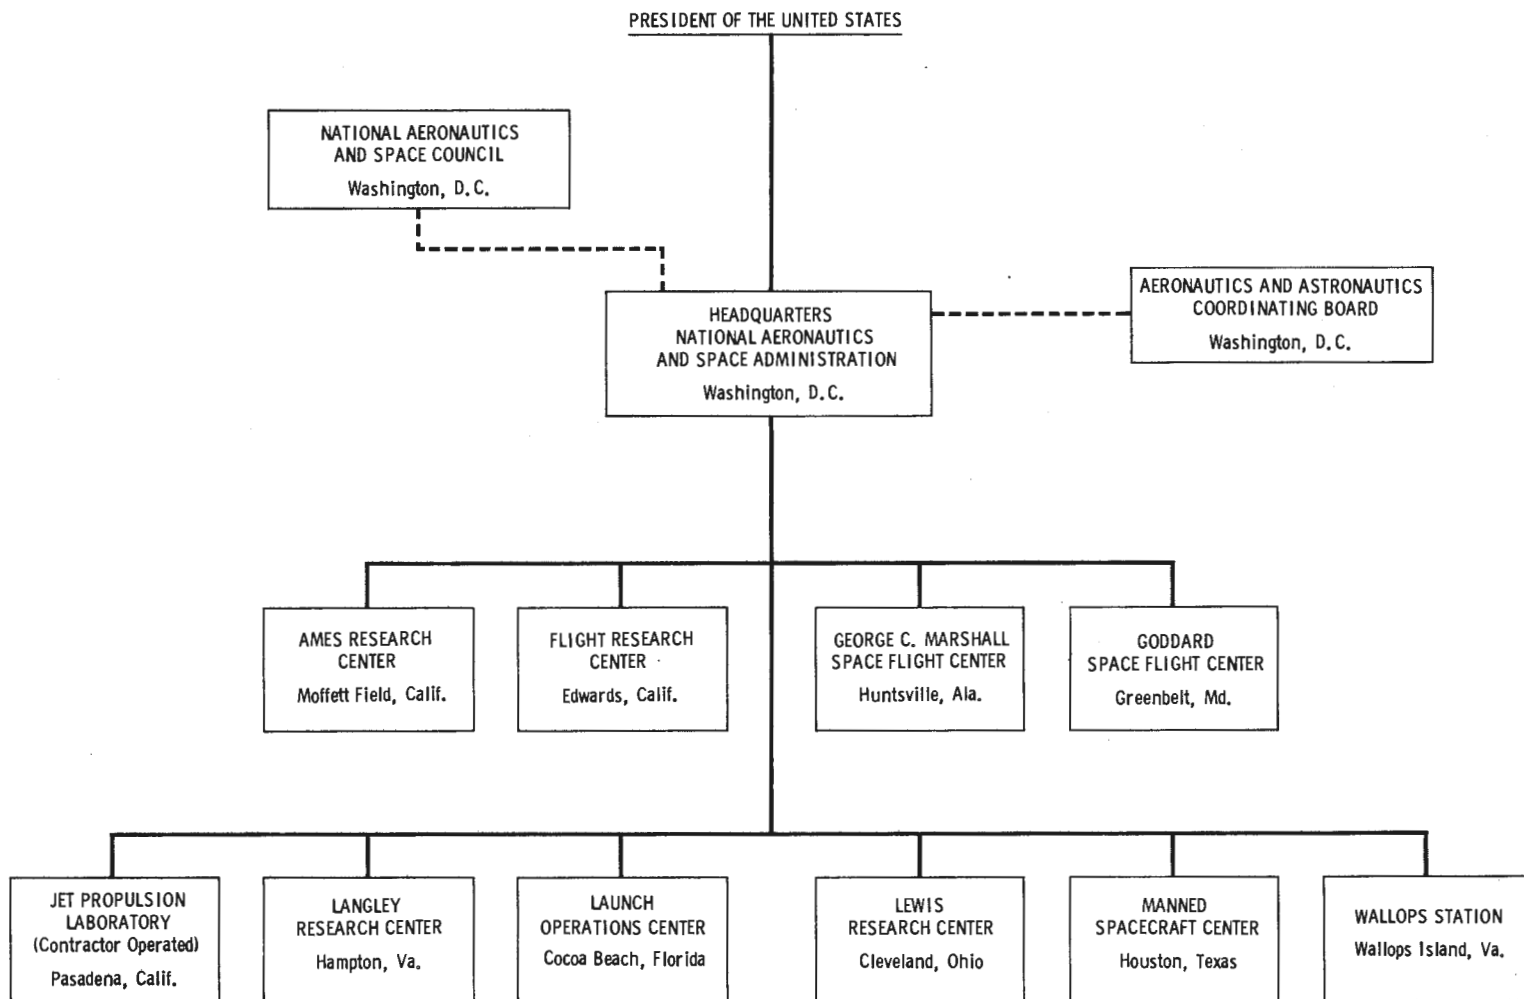 PRESIDENT OF THE UNITED STATES
NATIONAL AERONAUTICS
AND SPACE COUNCIL
Washington, D.C.
AERONAUTICS AND ASTRONAUTICS
COORDINATING BOARD
Washington, D.C.
HEADQUARTERS
NATIONAL AERONAUTICS
AND SPACE ADMINISTRATION
Washington, D.C.
AMES RESEARCH
CENTER
Moffett Field, Calif.
FLIGHT RESEARCH
CENTER
Edwards, Calif.
GEORGE C. MARSHALL
SPACE FLIGHT CENTER
Huntsville, Ala.
GODDARD
SPACE FLIGHT CENTER
Greenbelt, Md.
JET PROPULSION
LABORATORY
(Contractor Operated)
Pasadena, Calif.
LANGLEY
RESEARCH CENTER
Hampton, Va.
LAUNCH
OPERATIONS CENTER
Cocoa Beach, Florida
LEWIS
RESEARCH CENTER
Cleveland, Ohio
MANNED
SPACECRAFT CENTER
Houston, Texas
WALLOPS STATION
Wallops Island, Va.